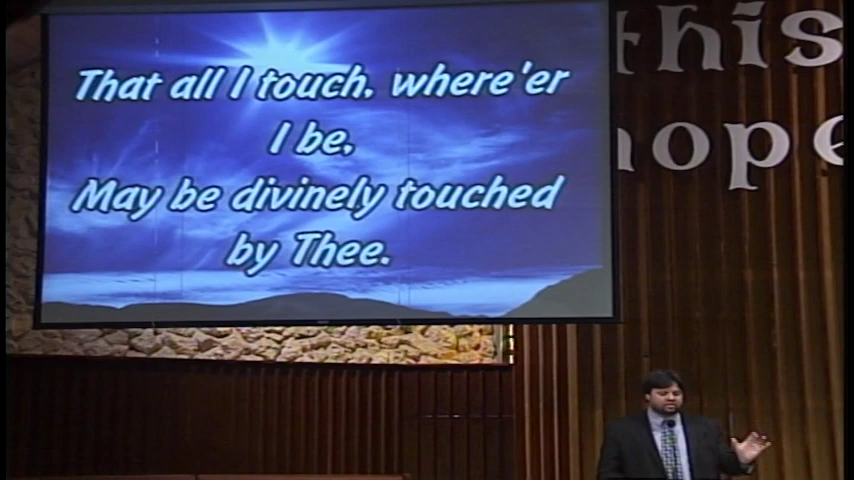 That all I touch, where'er
I be,
May be divinely touched
by Thee.
this
hope